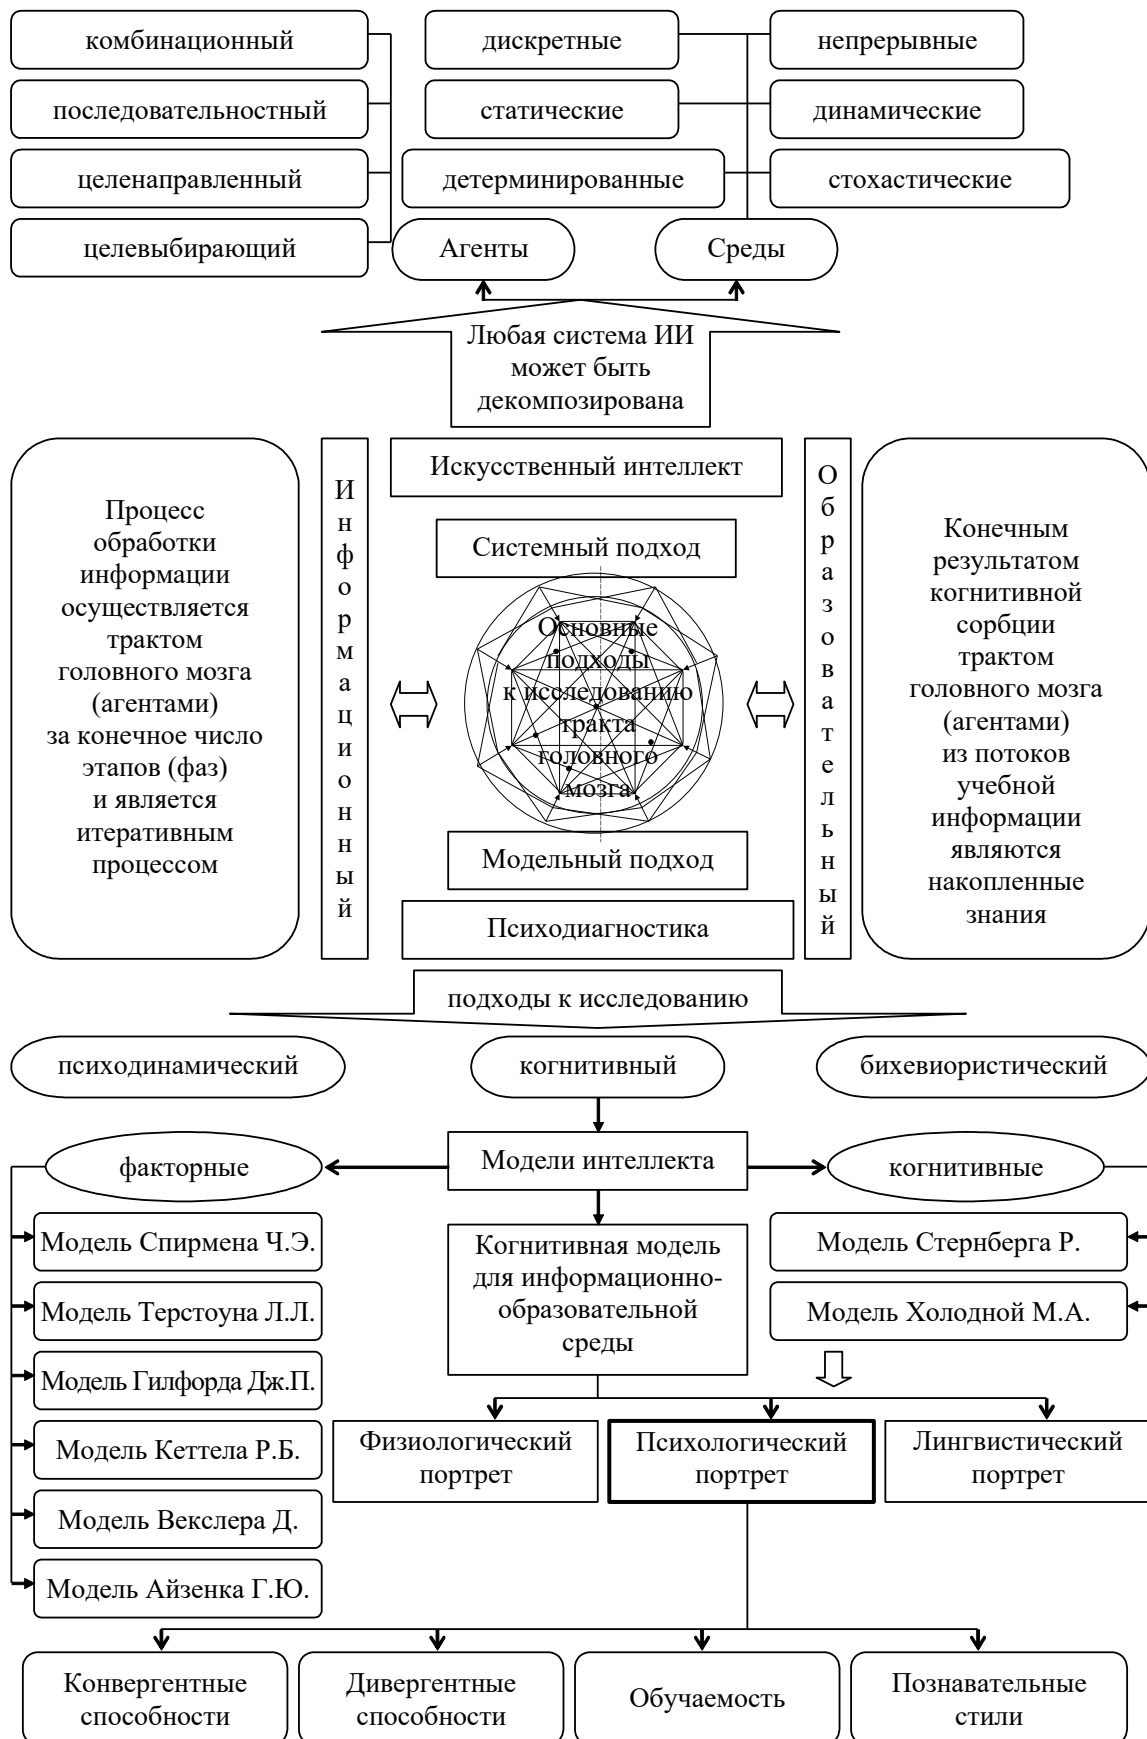 комбинационный
дискретные
непрерывные
последовательностный
статические
динамические
целенаправленный
детерминированные
стохастические
целевыбирающий
Агенты
Среды
Любая система ИИ
может быть
декомпозирована
Процесс
обработки
информации
осуществляется
трактом
головного мозга
(агентами)
за конечное число
этапов (фаз)
и является
итеративным
процессом
Информационный
Искусственный интеллект
Системный подход
Основные
подходы
к исследованию
тракта
головного
мозга
Модельный подход
Психодиагностика
Образовательный
Конечным
результатом
когнитивной
сорбции
трактом
головного мозга
(агентами)
из потоков
учебной
информации
являются
накопленные
знания
подходы к исследованию
психодинамический
когнитивный
бихевиористический
факторные
Модели интеллекта
когнитивные
Модель Спирмена Ч.Э.
Модель Терстоуна Л.Л.
Модель Гилфорда Дж.П.
Модель Кеттела Р.Б.
Модель Векслера Д.
Модель Айзенка Г.Ю.
Когнитивная модель
для информационно-
образовательной
среды
Модель Стернберга Р.
Модель Холодной М.А.
Физиологический
портрет
Психологический
портрет
Лингвистический
портрет
Конвергентные
способности
Дивергентные
способности
Обучаемость
Познавательные
стили